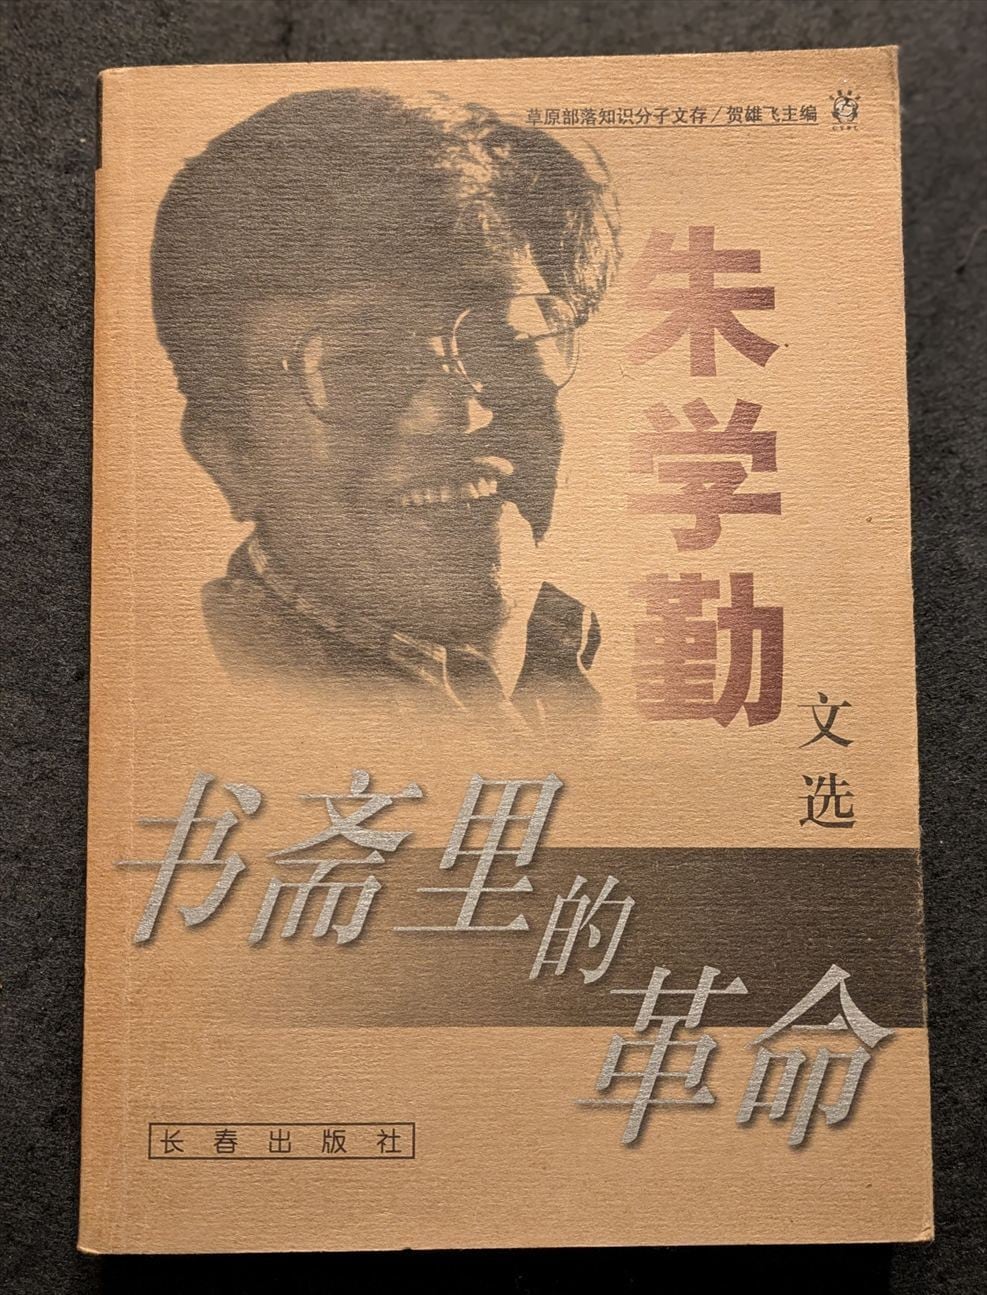 草原部落知识分子文存/贺雄飞主编
朱学勤
文选
书斋里的革命
长春出版社